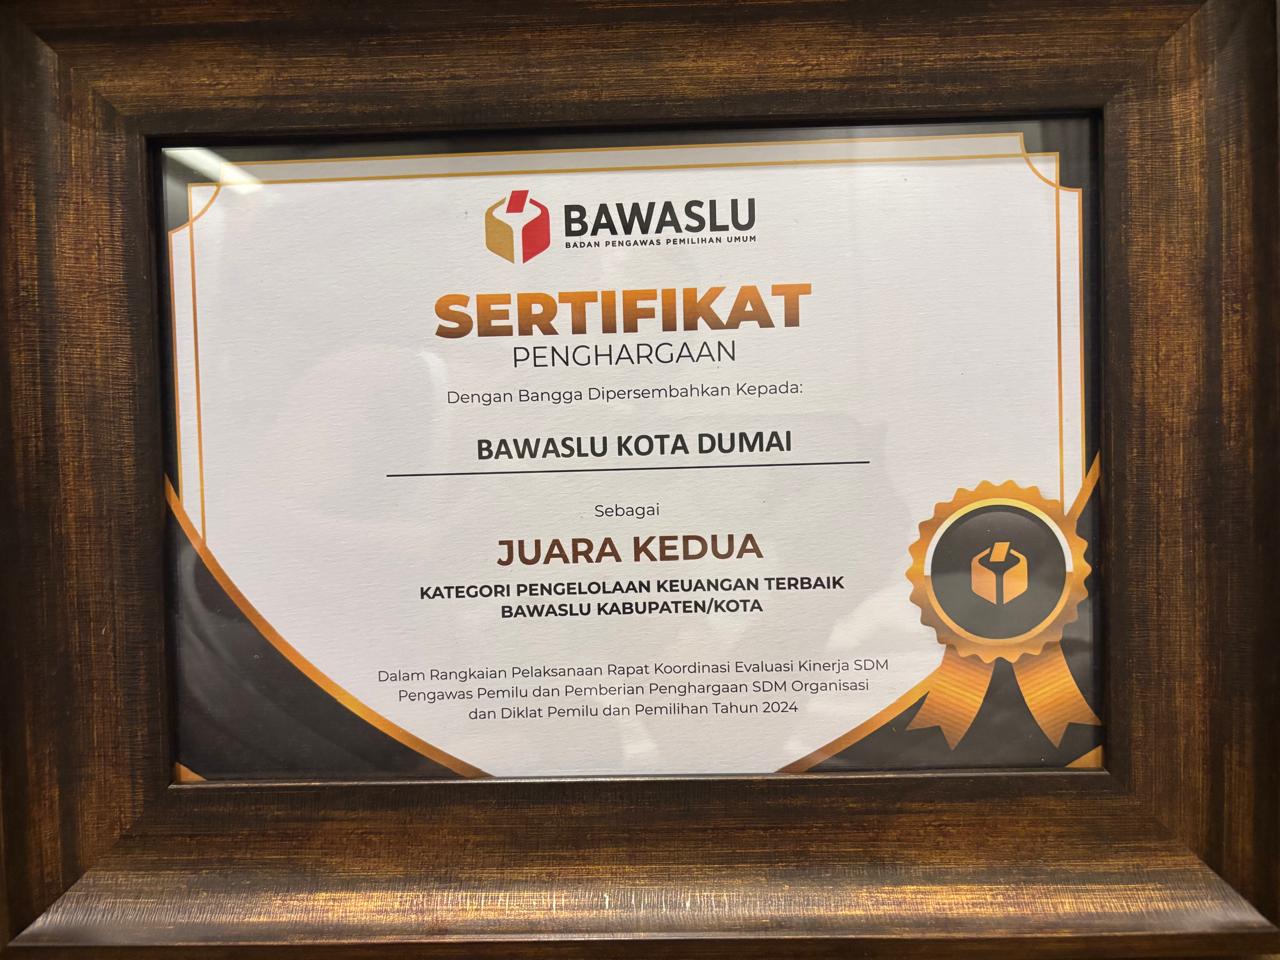 BAWASLU
BADAN PENGAWAS PEMILIHAN UMUM
SERTIFIKAT
PENGHARGAAN
Dengan Bangga Dipersembahkan Kepada:
BAWASLU KOTA DUMAI
Sebagai
JUARA KEDUA
KATEGORI PENGELOLAAN KEUANGAN TERBAIK
BAWASLU KABUPATEN/KOTA
Dalam Rangkaian Pelaksanaan Rapat Koordinasi Evaluasi Kinerja SDM
Pengawas Pemilu dan Pemberian Penghargaan SDM Organisasi
dan Diklat Pemilu dan Pemilihan Tahun 2024